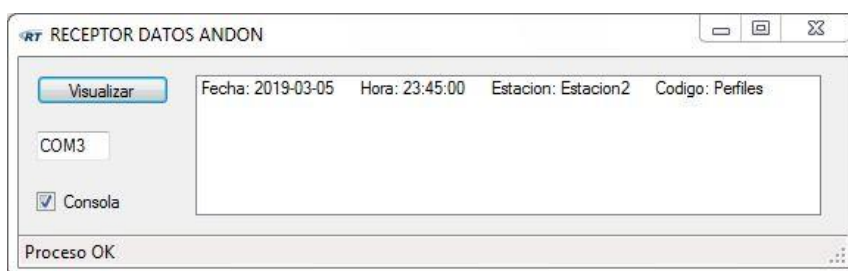 RT RECEPTOR DATOS ANDON
Visualizar
Fecha: 2019-03-05 Hora: 23:45:00 Estacion: Estacion2 Codigo: Perfiles
COM3
Consola
Proceso OK